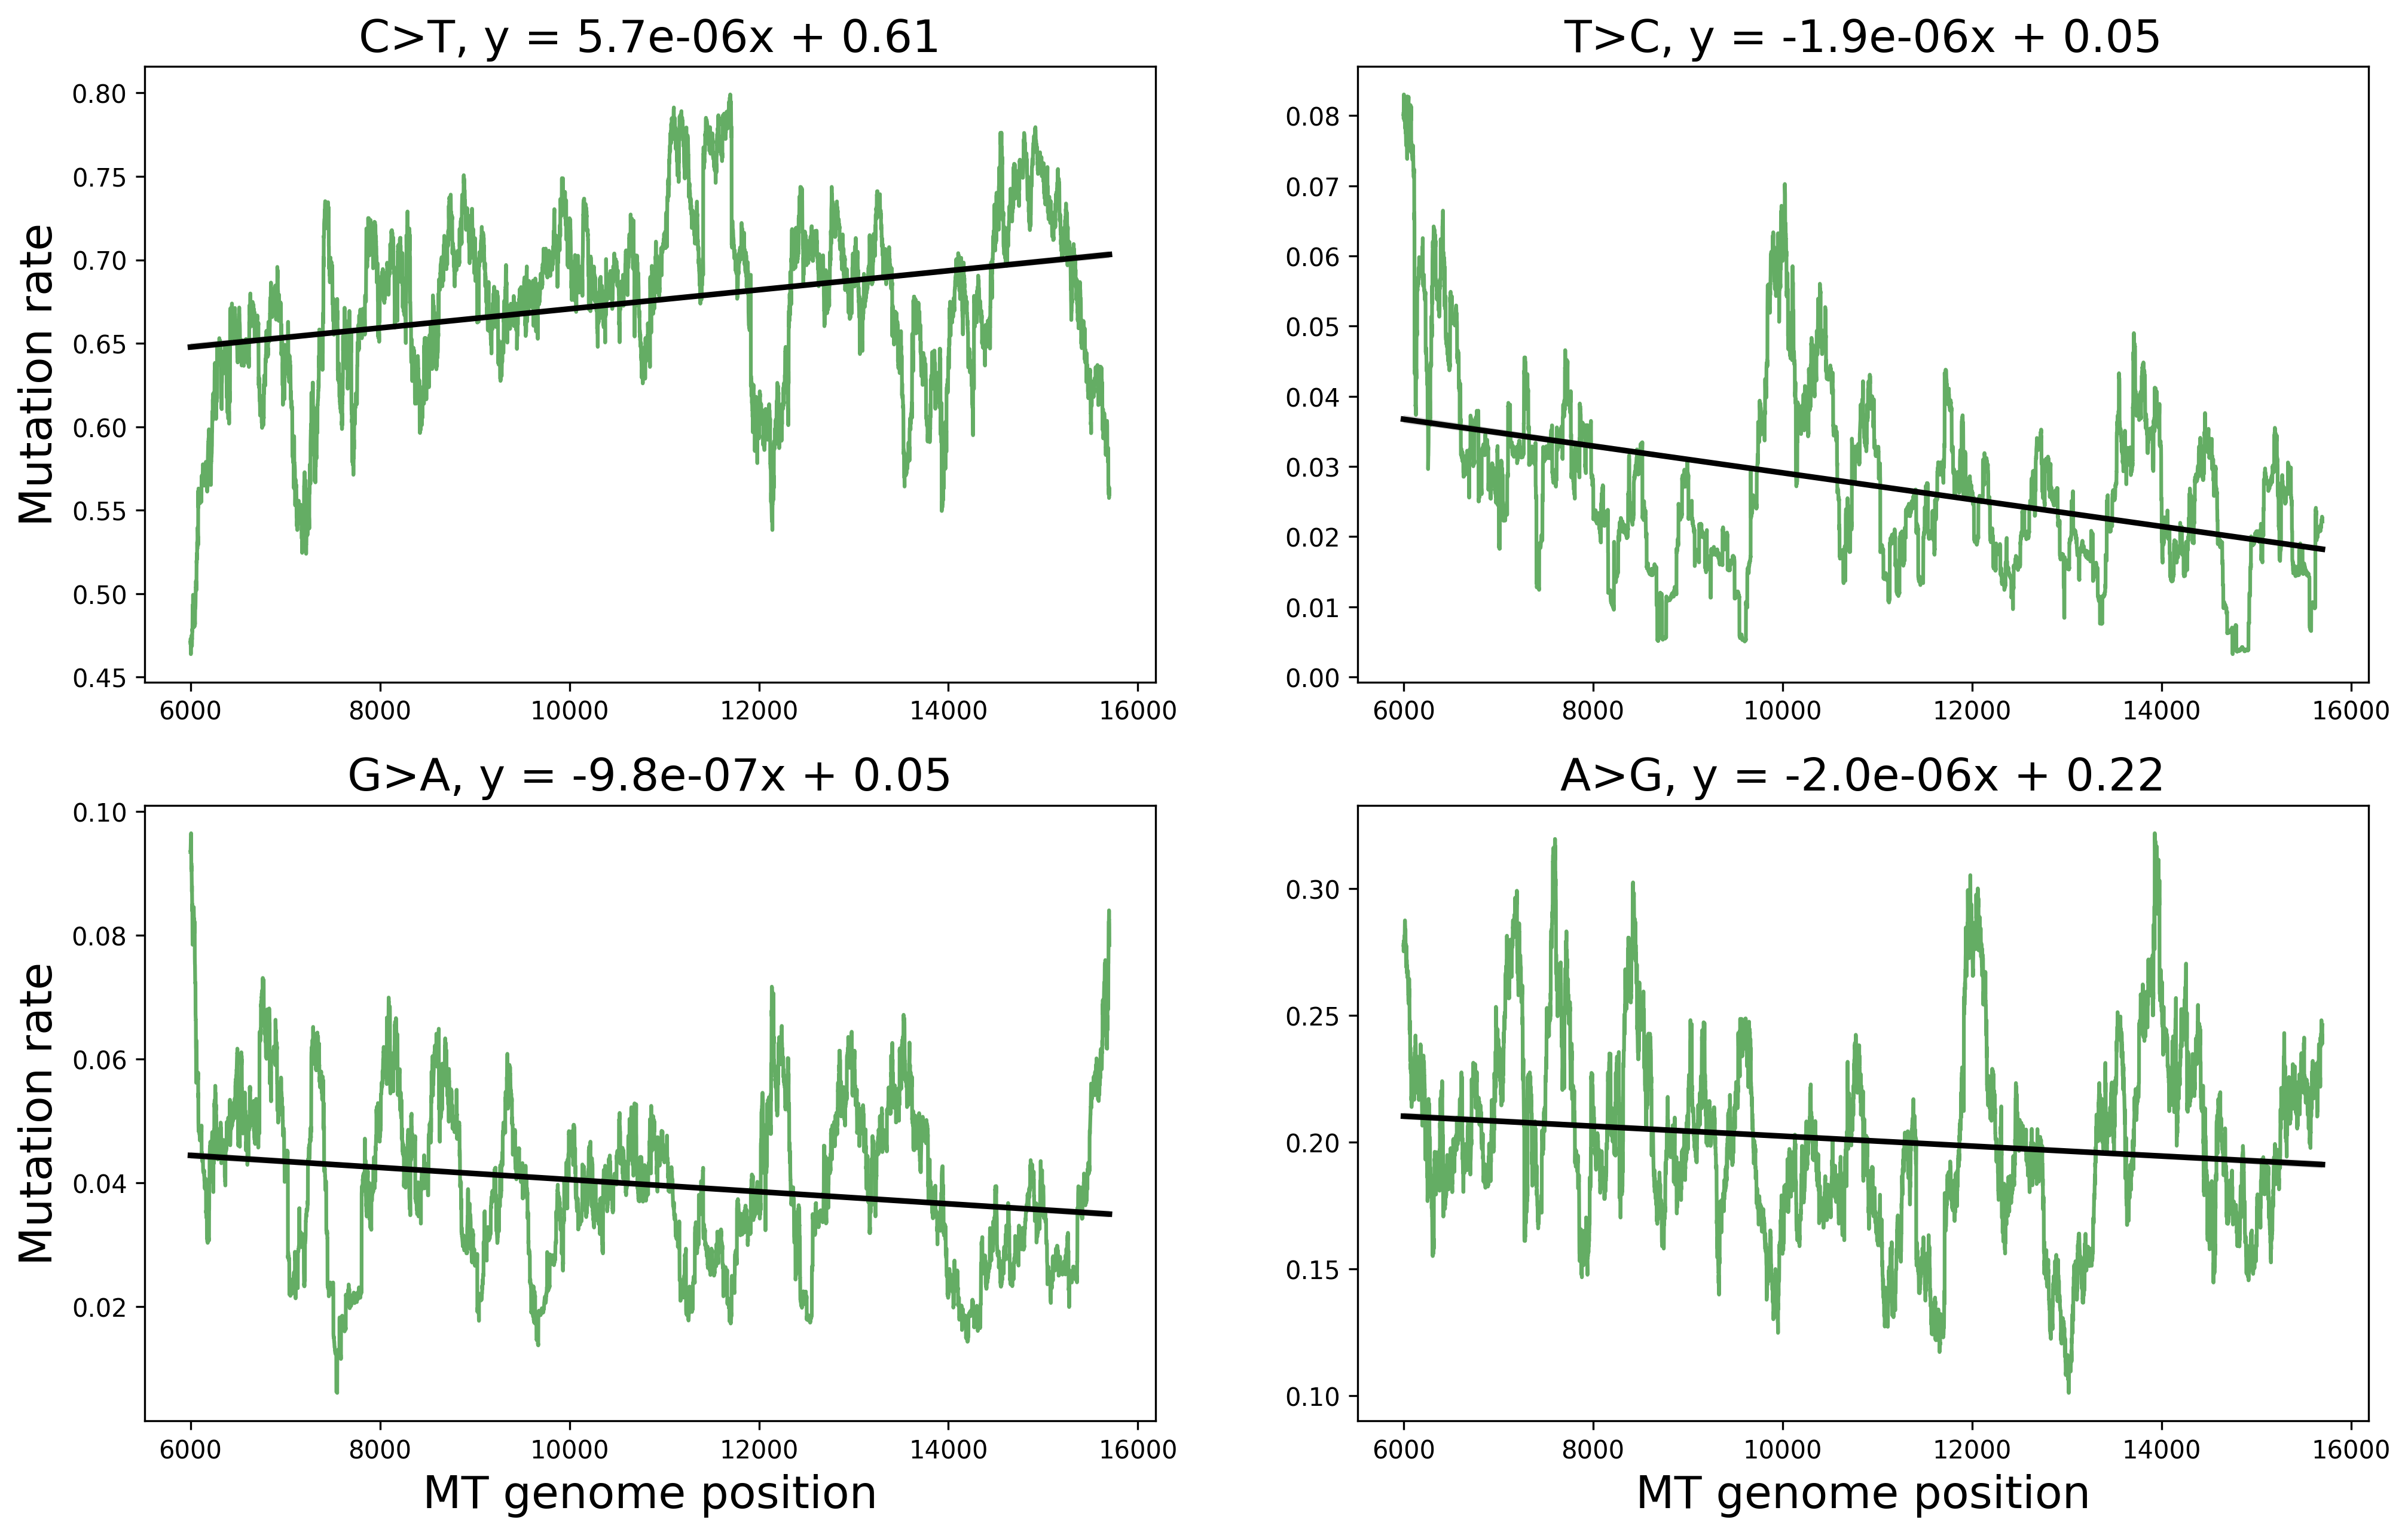 C>T, y = 5.7e-06x + 0.61
Mutation rate
0.80
0.75
0.70
0.65
0.60
0.55
0.50
0.45
6000 8000 10000 12000 14000 16000
T>C, y = -1.9e-06x + 0.05
0.08
0.07
0.06
0.05
0.04
0.03
0.02
0.01
0.00
6000 8000 10000 12000 14000 16000
G>A, y = -9.8e-07x + 0.05
Mutation rate
0.10
0.08
0.06
0.04
0.02
6000 8000 10000 12000 14000 16000
MT genome position
A>G, y = -2.0e-06x + 0.22
0.30
0.25
0.20
0.15
0.10
6000 8000 10000 12000 14000 16000
MT genome position